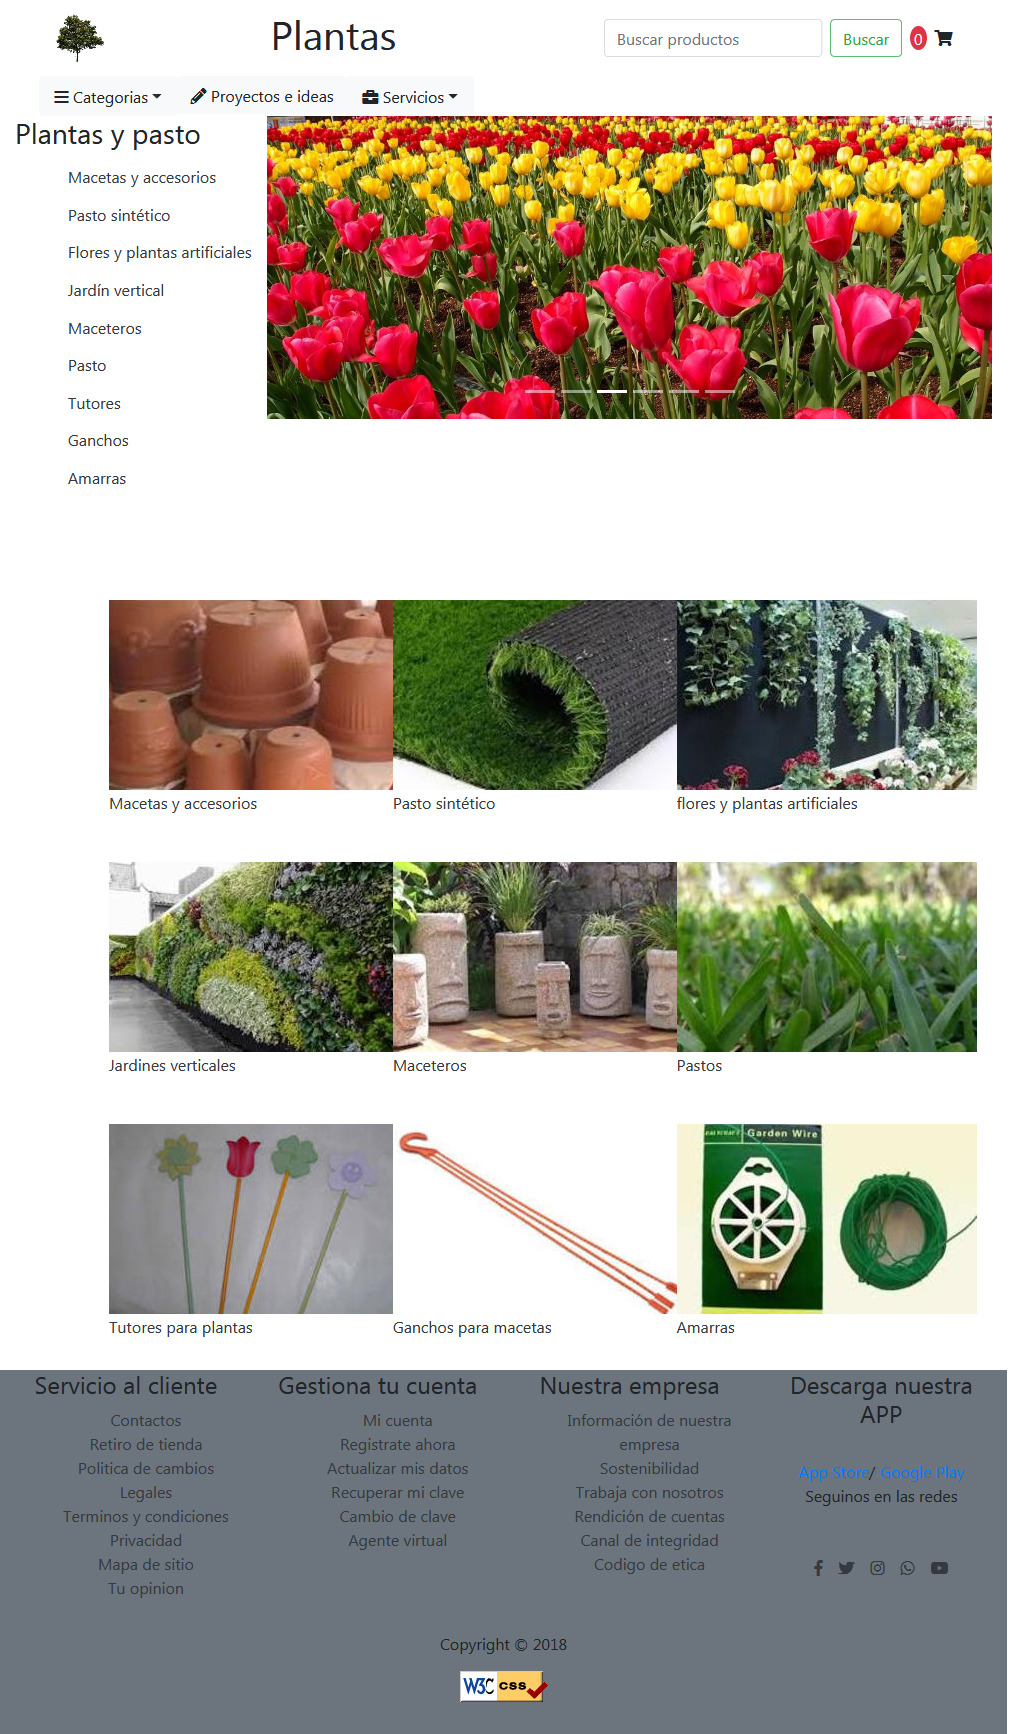 Plantas
Buscar productos
Buscar
0
Categorias
Proyectos e ideas
Servicios
Plantas y pasto
Macetas y accesorios
Pasto sintético
Flores y plantas artificiales
Jardín vertical
Maceteros
Pasto
Tutores
Ganchos
Amarras
Macetas y accesorios
Pasto sintético
flores y plantas artificiales
Jardines verticales
Maceteros
Pastos
Garden Wire
Tutores para plantas
Ganchos para macetas
Amarras
Servicio al cliente
Contactos
Retiro de tienda
Politica de cambios
Legales
Terminos y condiciones
Privacidad
Mapa de sitio
Tu opinion
Gestiona tu cuenta
Mi cuenta
Registrate ahora
Actualizar mis datos
Recuperar mi clave
Cambio de clave
Agente virtual
Nuestra empresa
Información de nuestra
empresa
Sostenibilidad
Trabaja con nosotros
Rendición de cuentas
Canal de integridad
Codigo de etica
Descarga nuestra
APP
App Store/ Google Play
Seguinos en las redes
Copyright © 2018
W3C css